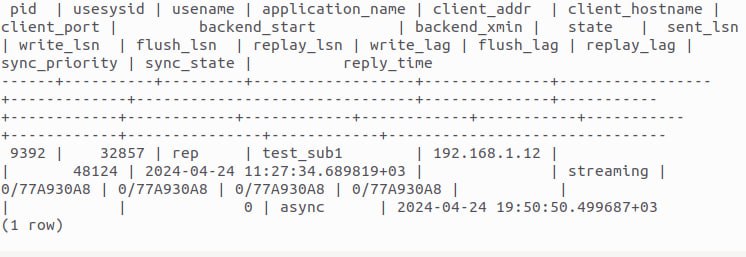 pid  | usesysid | usename | application_name | client_addr  | client_hostname |
client_port |         backend_start         | backend_xmin |   state   | sent_lsn
| write_lsn  | flush_lsn  | replay_lsn | write_lag | flush_lag | replay_lag |
sync_priority | sync_state |          reply_time
------+----------+---------+------------------+--------------+-----------------
+-------------+-------------------------------+--------------+-----------
+------------+------------+------------+------------+-----------+-----------
+------------+---------------+------------+-------------------------------
 9392 |    32857 | rep     | test_sub1        | 192.168.1.12 |
|       48124 | 2024-04-24 11:27:34.689819+03 |              | streaming |
0/77A930A8 | 0/77A930A8 | 0/77A930A8 | 0/77A930A8 |           |           |
|            |             0 | async      | 2024-04-24 19:50:50.499687+03
(1 row)